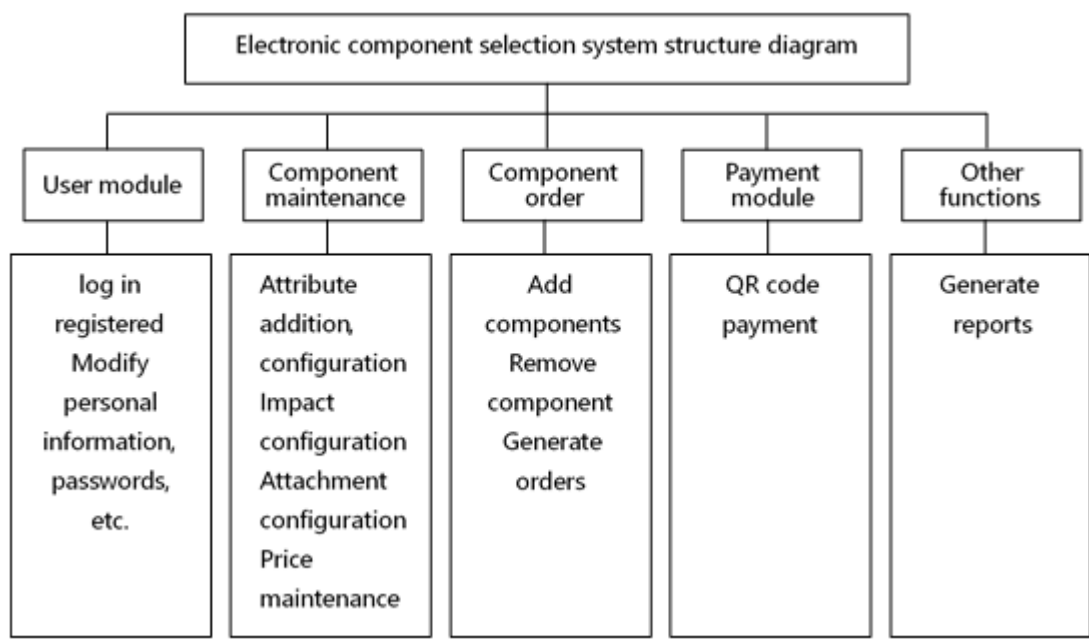 Electronic component selection system structure diagram
User module
Component
maintenance
Component
order
Payment
module
Other
functions
log in
registered
Modify
personal
information,
passwords,
etc.
Attribute
addition,
configuration
Impact
configuration
Attachment
configuration
Price
maintenance
Add
components
Remove
component
Generate
orders
QR code
payment
Generate
reports